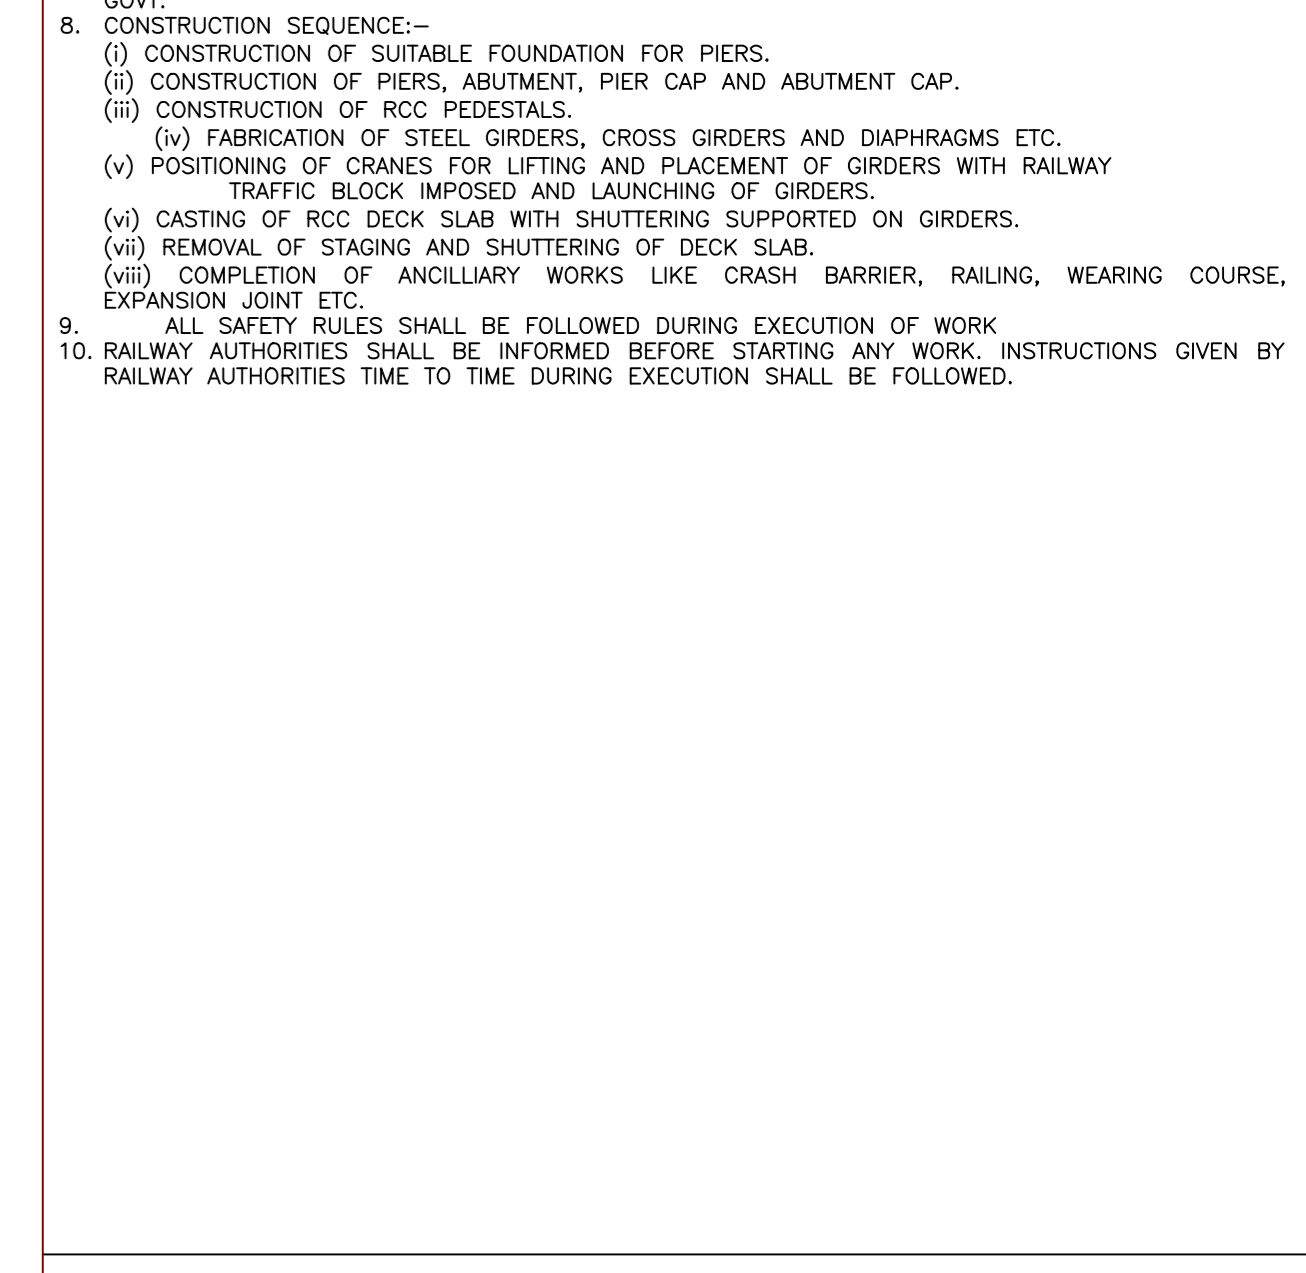 GOVT.
8. CONSTRUCTION SEQUENCE:–
(i) CONSTRUCTION OF SUITABLE FOUNDATION FOR PIERS.
(ii) CONSTRUCTION OF PIERS, ABUTMENT, PIER CAP AND ABUTMENT CAP.
(iii) CONSTRUCTION OF RCC PEDESTALS.
(iv) FABRICATION OF STEEL GIRDERS, CROSS GIRDERS AND DIAPHRAGMS ETC.
(v) POSITIONING OF CRANES FOR LIFTING AND PLACEMENT OF GIRDERS WITH RAILWAY
TRAFFIC BLOCK IMPOSED AND LAUNCHING OF GIRDERS.
(vi) CASTING OF RCC DECK SLAB WITH SHUTTERING SUPPORTED ON GIRDERS.
(vii) REMOVAL OF STAGING AND SHUTTERING OF DECK SLAB.
(viii) COMPLETION OF ANCILLIARY WORKS LIKE CRASH BARRIER, RAILING, WEARING COURSE,
EXPANSION JOINT ETC.
9. ALL SAFETY RULES SHALL BE FOLLOWED DURING EXECUTION OF WORK
10. RAILWAY AUTHORITIES SHALL BE INFORMED BEFORE STARTING ANY WORK. INSTRUCTIONS GIVEN BY
RAILWAY AUTHORITIES TIME TO TIME DURING EXECUTION SHALL BE FOLLOWED.